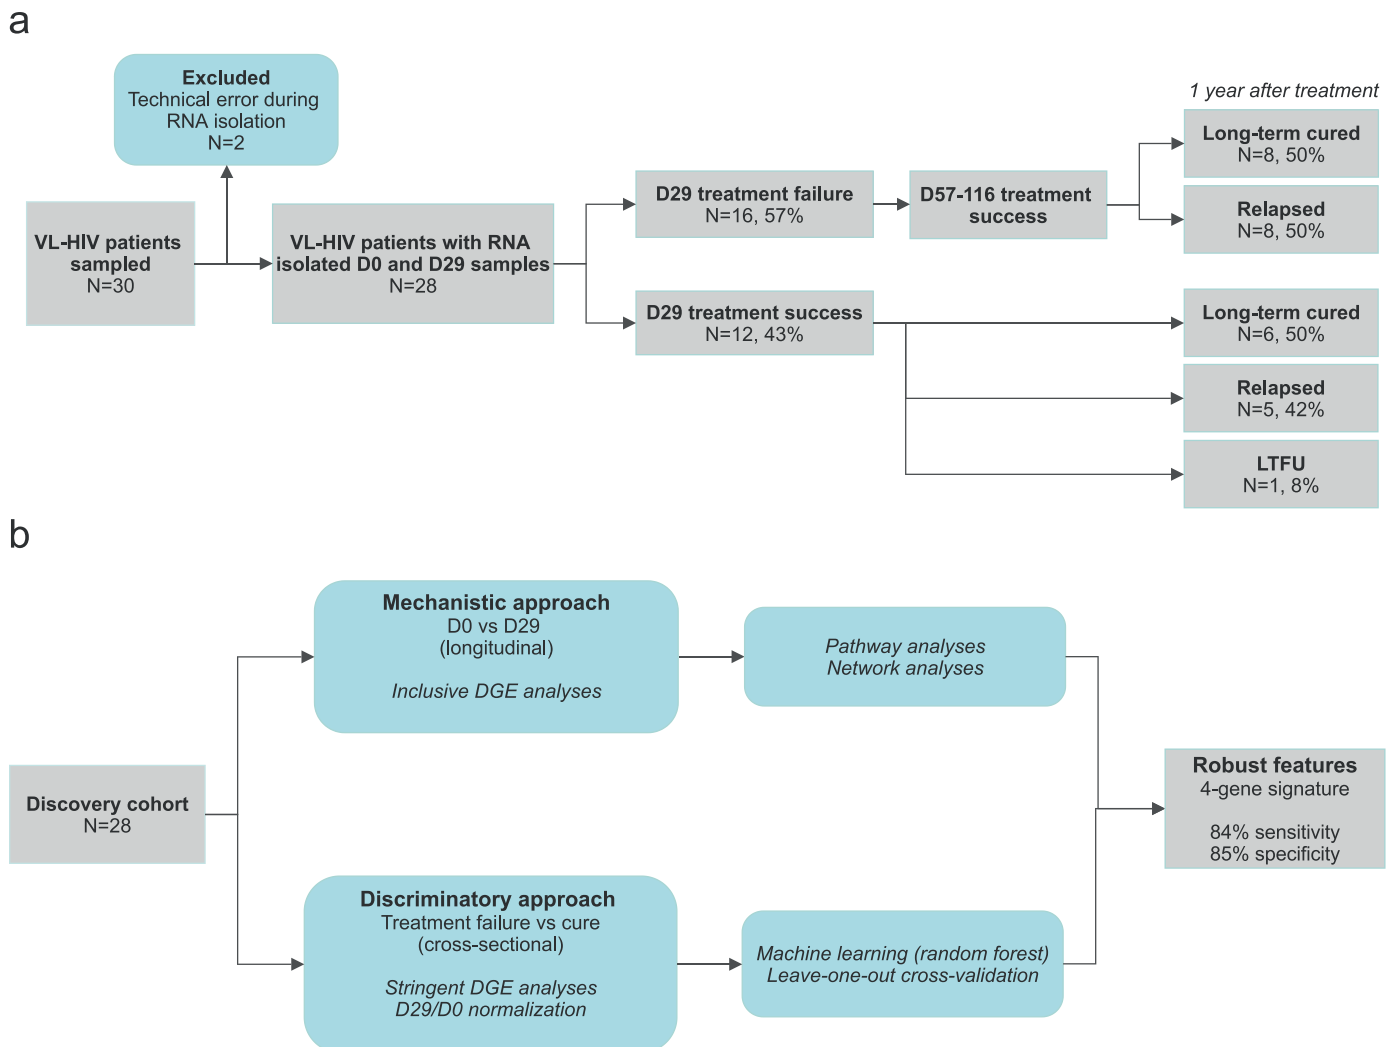 a
Excluded
Technical error during
RNA isolation
N=2
VL-HIV patients
sampled
N=30
VL-HIV patients with RNA
isolated D0 and D29 samples
N=28
D29 treatment failure
N=16, 57%
D57-116 treatment
success
D29 treatment success
N=12, 43%
1 year after treatment
Long-term cured
N=8, 50%
Relapsed
N=8, 50%
Long-term cured
N=6, 50%
Relapsed
N=5, 42%
LTFU
N=1, 8%
b
Discovery cohort
N=28
Mechanistic approach
D0 vs D29
(longitudinal)
Inclusive DGE analyses
Pathway analyses
Network analyses
Discriminatory approach
Treatment failure vs cure
(cross-sectional)
Stringent DGE analyses
D29/D0 normalization
Machine learning (random forest)
Leave-one-out cross-validation
Robust features
4-gene signature
84% sensitivity
85% specificity